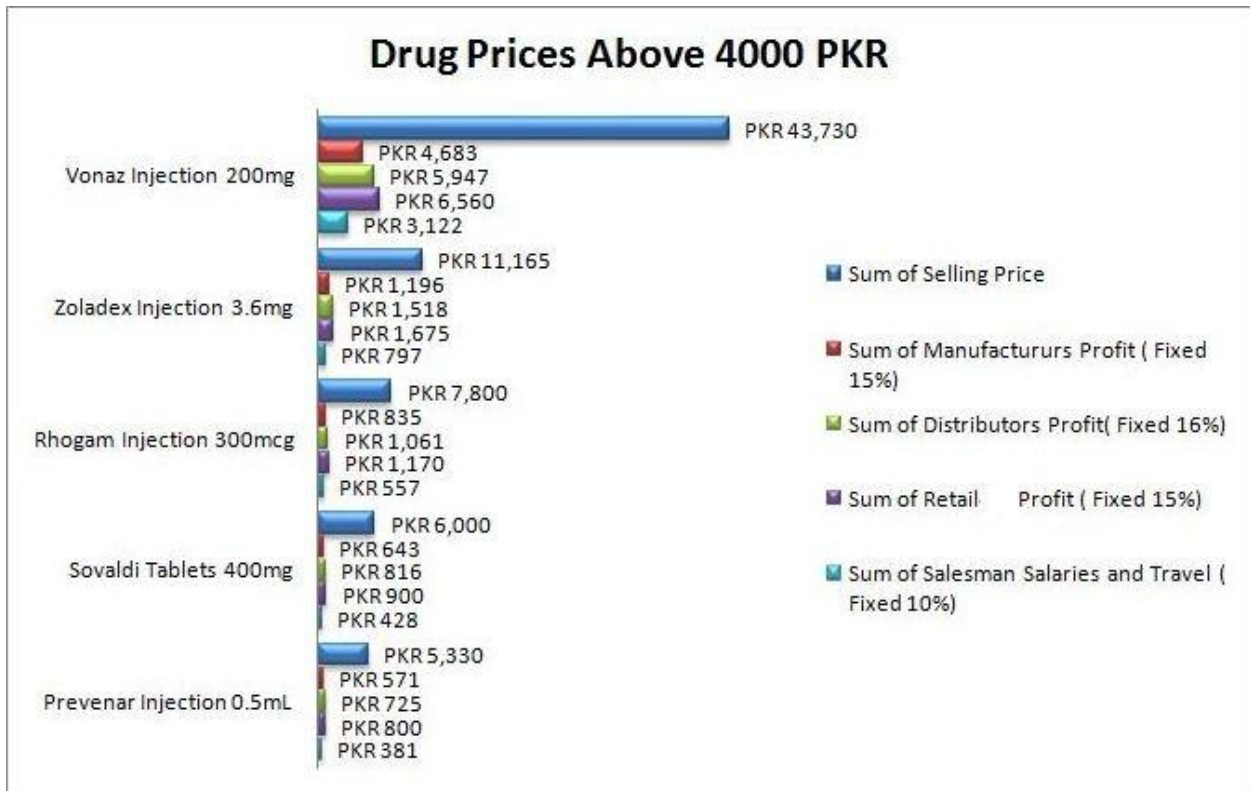 Drug Prices Above 4000 PKR
Vonaz Injection 200mg
PKR 43,730
PKR 4,683
PKR 5,947
PKR 6,560
PKR 3,122
Zoladex Injection 3.6mg
PKR 11,165
PKR 1,196
PKR 1,518
PKR 1,675
PKR 797
Rhogam Injection 300mcg
PKR 7,800
PKR 835
PKR 1,061
PKR 1,170
PKR 557
Sovaldi Tablets 400mg
PKR 6,000
PKR 643
PKR 816
PKR 900
PKR 428
Prevenar Injection 0.5mL
PKR 5,330
PKR 571
PKR 725
PKR 800
PKR 381
Sum of Selling Price
Sum of Manufactururs Profit ( Fixed
15%)
Sum of Distributors Profit( Fixed 16%)
Sum of Retail Profit ( Fixed 15%)
Sum of Salesman Salaries and Travel (
Fixed 10%)